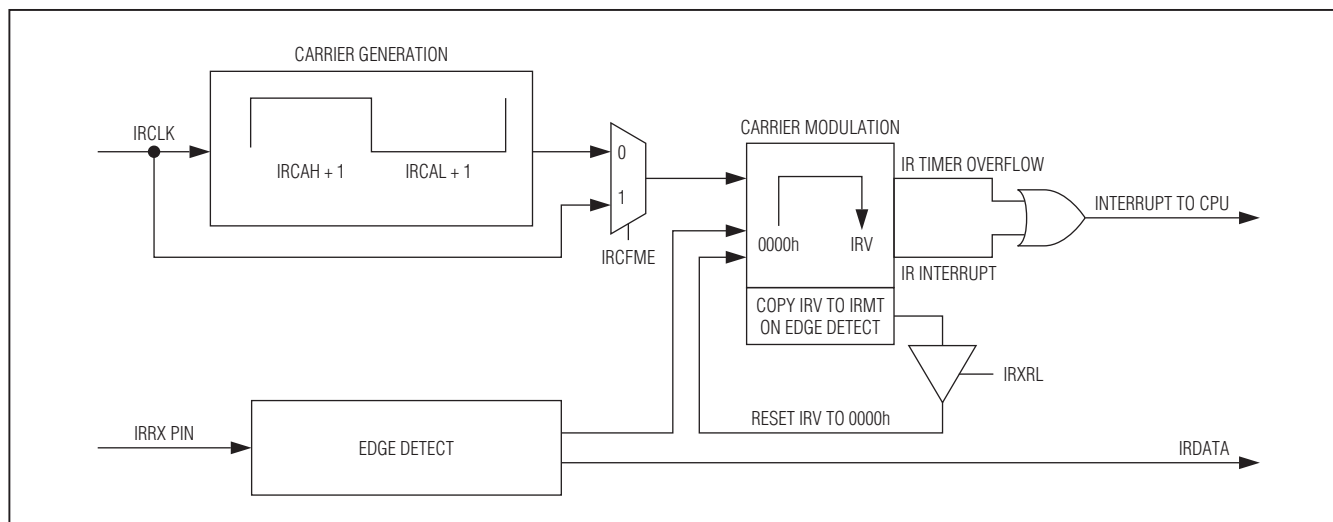 CARRIER GENERATION
IRCLK
IRCAH + 1
IRCAL + 1
0
1
IRCFME
CARRIER MODULATION
0000h
IRV
IR TIMER OVERFLOW
INTERRUPT TO CPU
IR INTERRUPT
COPY IRV TO IRMT
ON EDGE DETECT
IRXRL
RESET IRV TO 0000h
IRRX PIN
EDGE DETECT
IRDATA